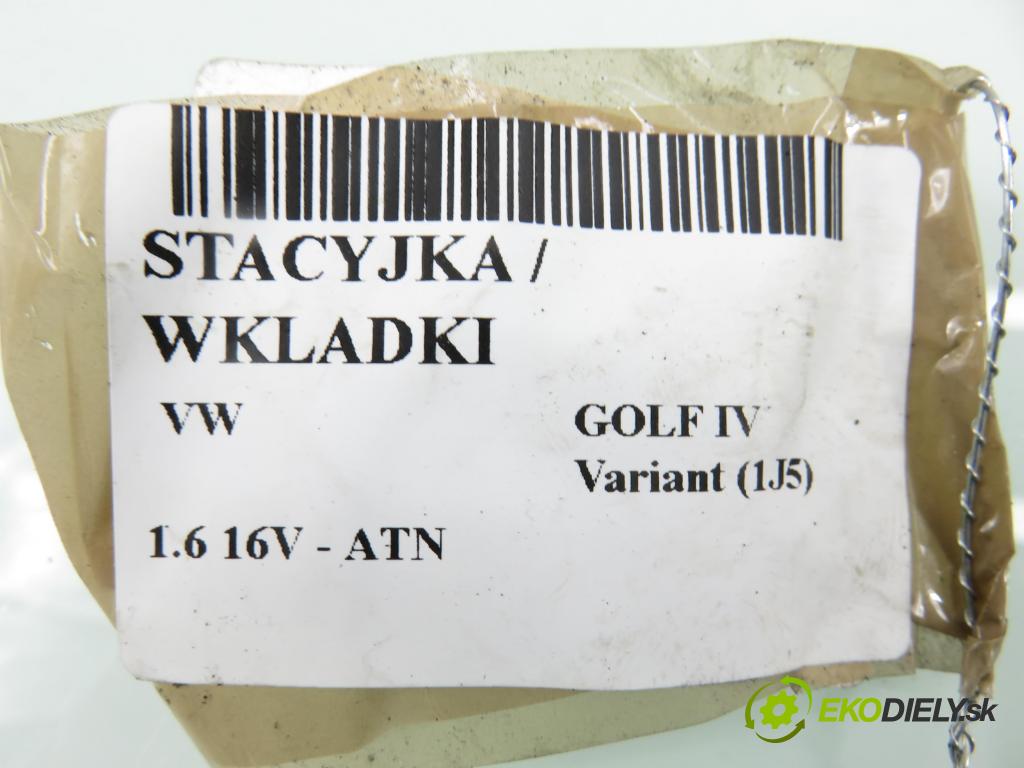 STACYJKA /
WKLADKI
VW GOLF IV
Variant (1J5)
1.6 16V - ATN
EKODIELY.sk